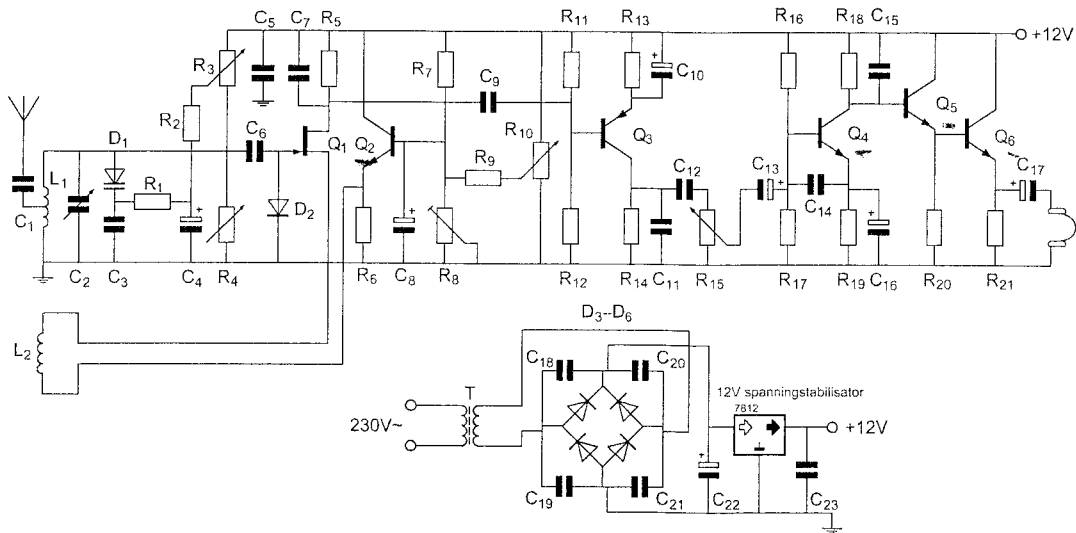 C5 C7 R5 R11 R13 R16 R18 C15
+12V
R3 R7 C9 + C10
R2 C6 R10 Q5
D1 Q1 Q2 Q3 Q4 Q6
L1 R1 R9 C12 C13 + C17 +
C1 + D2 + C14 +
C2 C3 C4 R4 R6 C8 R8 R12 R14 C11 R15 R17 R19 C16 R20 R21
D3--D6
L2
C18 C20
T 12V spanningstabilisator
7812
230V~ +12V
+
C19 C21 C22 C23